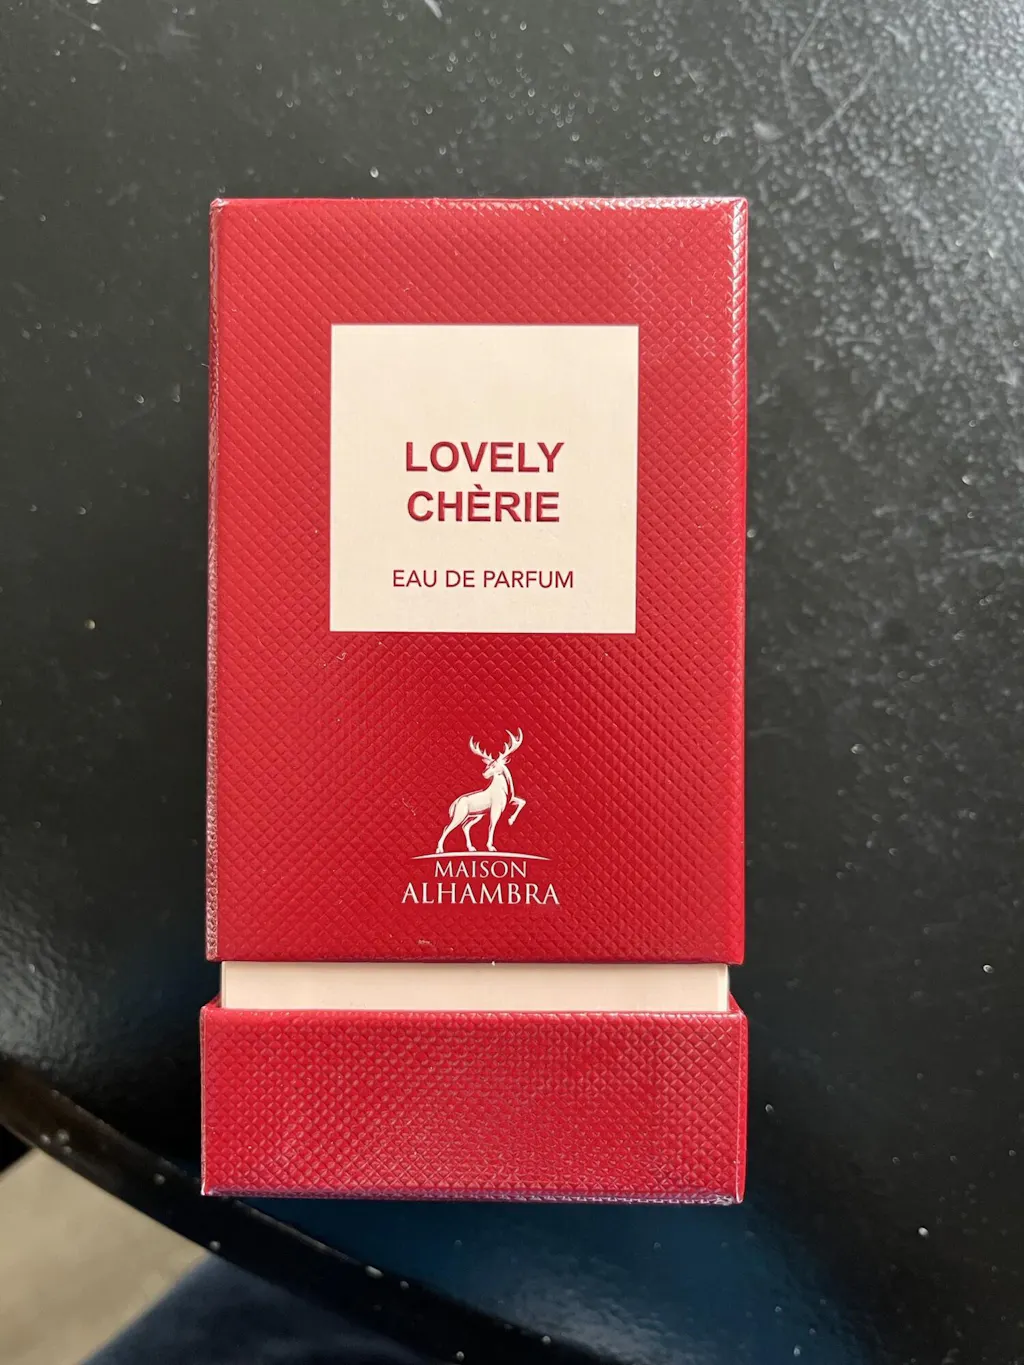 LOVELY
CHÈRIE
EAU DE PARFUM
MAISON
ALHAMBRA